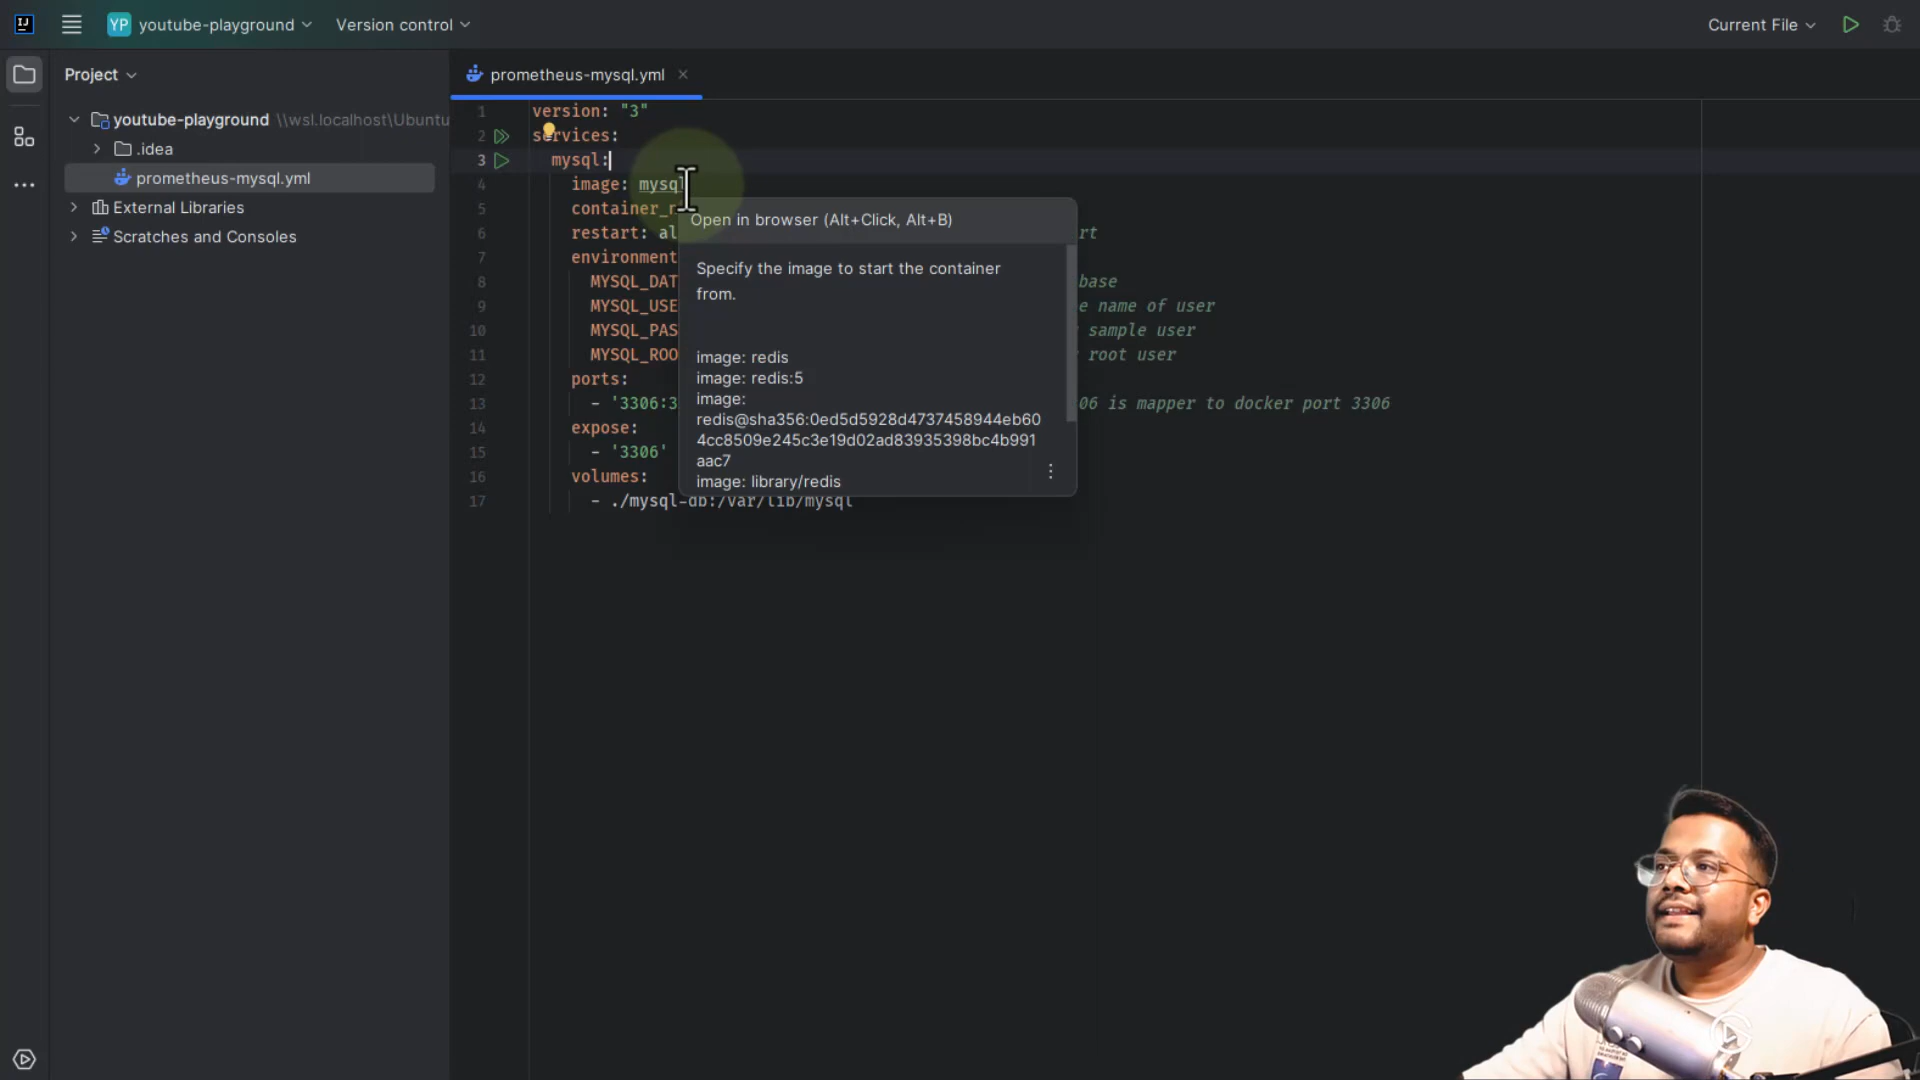 IJ
YP youtube-playground Version control
Current File
Project
youtube-playground \\wsl.localhost\Ubuntu
.idea
prometheus-mysql.yml
External Libraries
Scratches and Consoles
prometheus-mysql.yml
1 version: "3"
2 services:
3 mysql:
4 image: mysql
5 container_
6 restart: al rt
7 environment
8 MYSQL_DAT base
9 MYSQL_USE e name of user
10 MYSQL_PAS sample user
11 MYSQL_ROO root user
12 ports:
13 - '3306:3 06 is mapper to docker port 3306
14 expose:
15 - '3306'
16 volumes:
17 - ./mysql-db:/var/lib/mysql
Open in browser (Alt+Click, Alt+B)
Specify the image to start the container
from.
image: redis
image: redis:5
image:
redis@sha356:0ed5d5928d4737458944eb60
4cc8509e245c3e19d02ad83935398bc4b991
aac7
image: library/redis